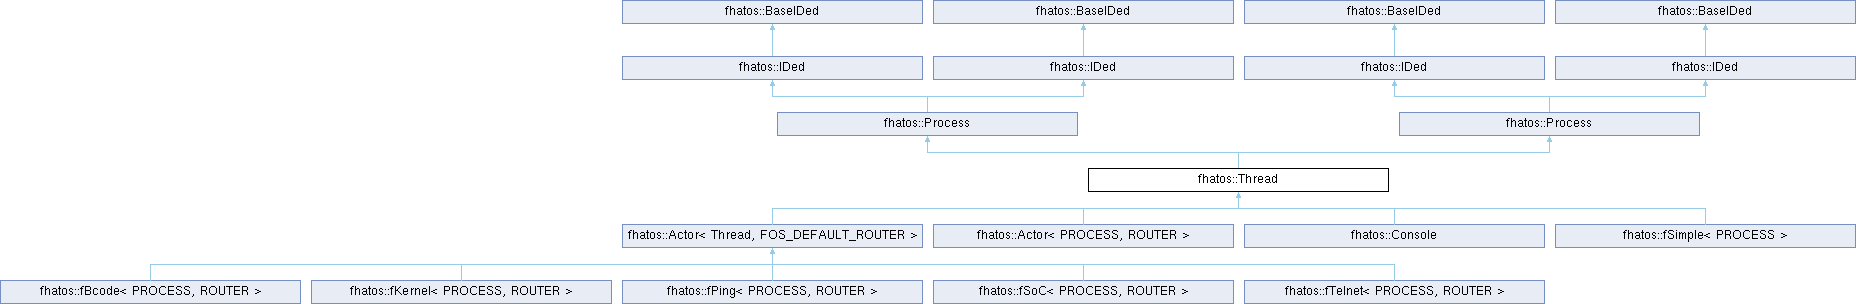 fhatos::BaseIDed
fhatos::BaseIDed
fhatos::BaseIDed
fhatos::BaseIDed
fhatos::IDed
fhatos::IDed
fhatos::IDed
fhatos::IDed
fhatos::Process
fhatos::Process
fhatos::Thread
fhatos::Actor< Thread, FOS_DEFAULT_ROUTER >
fhatos::Actor< PROCESS, ROUTER >
fhatos::Console
fhatos::fSimple< PROCESS >
fhatos::fBcode< PROCESS, ROUTER >
fhatos::fKernel< PROCESS, ROUTER >
fhatos::fPing< PROCESS, ROUTER >
fhatos::fSoC< PROCESS, ROUTER >
fhatos::fTelnet< PROCESS, ROUTER >